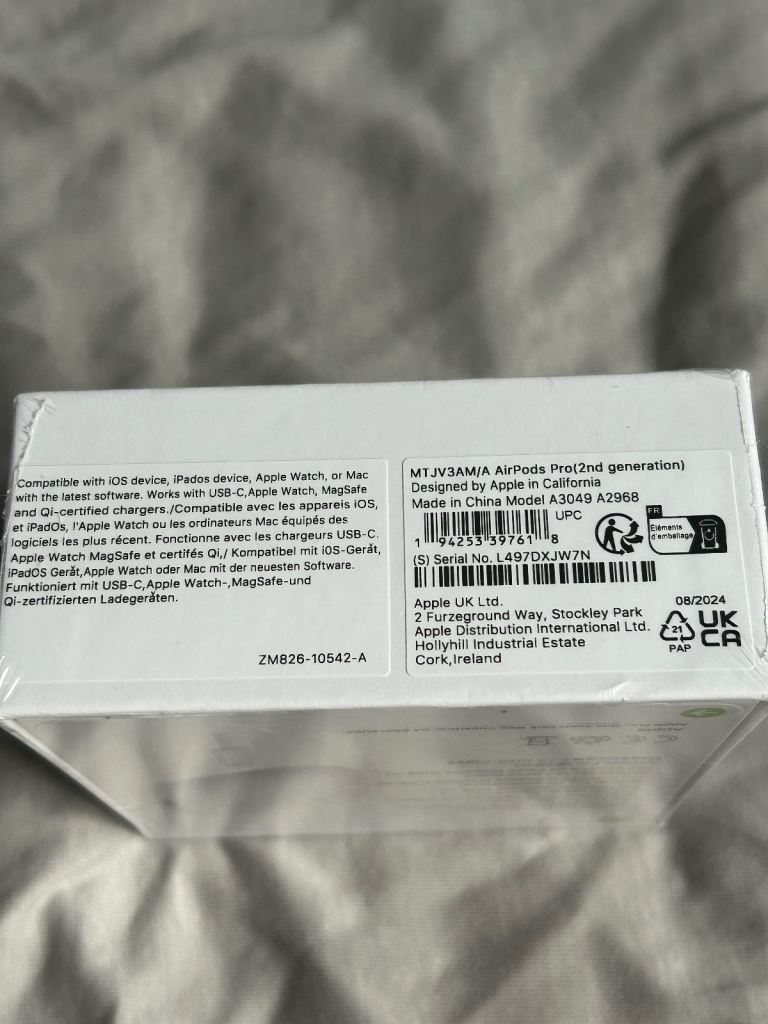 Compatible with iOS device, iPados device, Apple Watch, or Mac
with the latest software. Works with USB-C,Apple Watch, MagSafe
and Qi-certified chargers./Compatible avec les appareis iOS,
et iPadOs, l'Apple Watch ou les ordinateurs Mac équipés des
logiciels les plus récent. Fonctionne avec les chargeurs USB-C.
Apple Watch MagSafe et certifés Qi,/ Kompatibel mit iOS-Gerǎt,
iPadOS Gerǎt,Apple Watch oder Mac mit der neuesten Software.
Funktioniert mit USB-C,Apple Watch-,MagSafe-und
Qi-zertifizierten Ladegerǎten.
ZM826-10542-A
MTJV3AM/A AirPods Pro(2nd generation)
Designed by Apple in California
Made in China Model A3049 A2968
UPC
1 94253 39761 8
FR
Éléments
d'emballage
(S) Serial No. L497DXJW7N
Apple UK Ltd.
2 Furzeground Way, Stockley Park
Apple Distribution International Ltd.
Hollyhill Industrial Estate
Cork,Ireland
08/2024
21
PAP
UK
CA